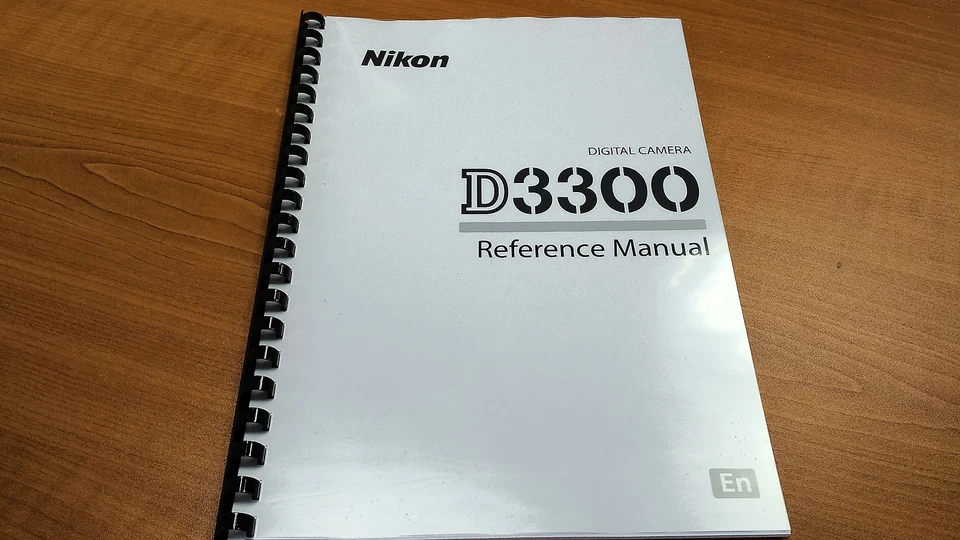 Nikon
DIGITAL CAMERA
D3300
Reference Manual
En